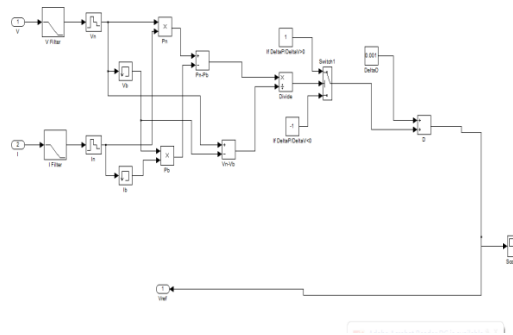 1
V
V Filter
Vn
Vb
X
Pn
+
-
Pn-Pb
1
If DeltaP/DeltaV>0
Switch1
0.001
DeltaD
X
÷
Divide
-1
If DeltaP/DeltaV<0
+
+
D
2
I
I Filter
In
Ib
X
Pb
+
-
Vn-Vb
1
Vref